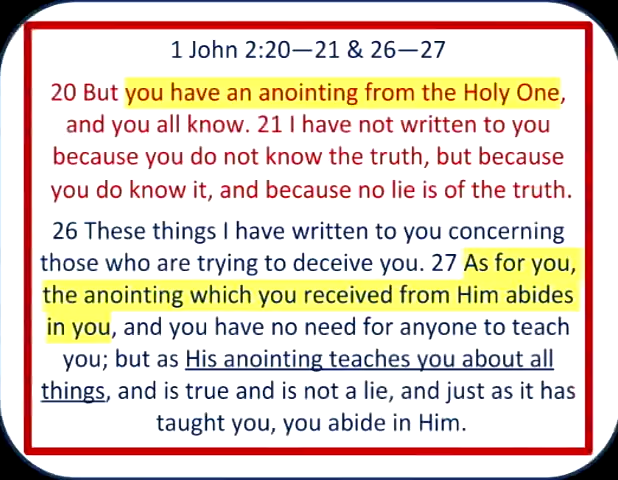 1 John 2:20—21 & 26—27
20 But you have an anointing from the Holy One,
and you all know. 21 I have not written to you
because you do not know the truth, but because
you do know it, and because no lie is of the truth.
26 These things I have written to you concerning
those who are trying to deceive you. 27 As for you,
the anointing which you received from Him abides
in you, and you have no need for anyone to teach
you; but as His anointing teaches you about all
things, and is true and is not a lie, and just as it has
taught you, you abide in Him.